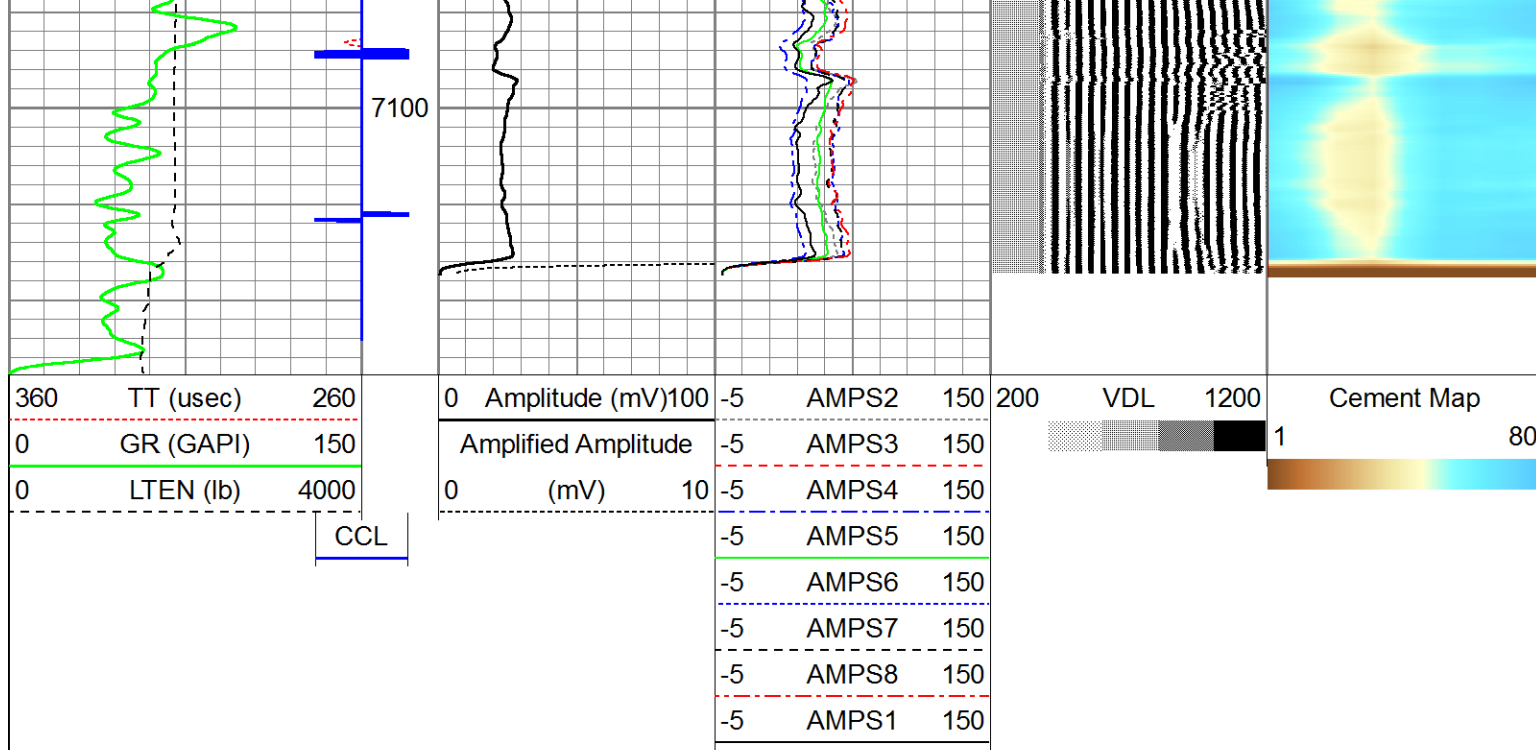 7100
360 TT (usec) 260
0 GR (GAPI) 150
0 LTEN (lb) 4000
CCL
0 Amplitude (mV)100
Amplified Amplitude
0 (mV) 10
-5 AMPS2 150
-5 AMPS3 150
-5 AMPS4 150
-5 AMPS5 150
-5 AMPS6 150
-5 AMPS7 150
-5 AMPS8 150
-5 AMPS1 150
200 VDL 1200
Cement Map
1 80